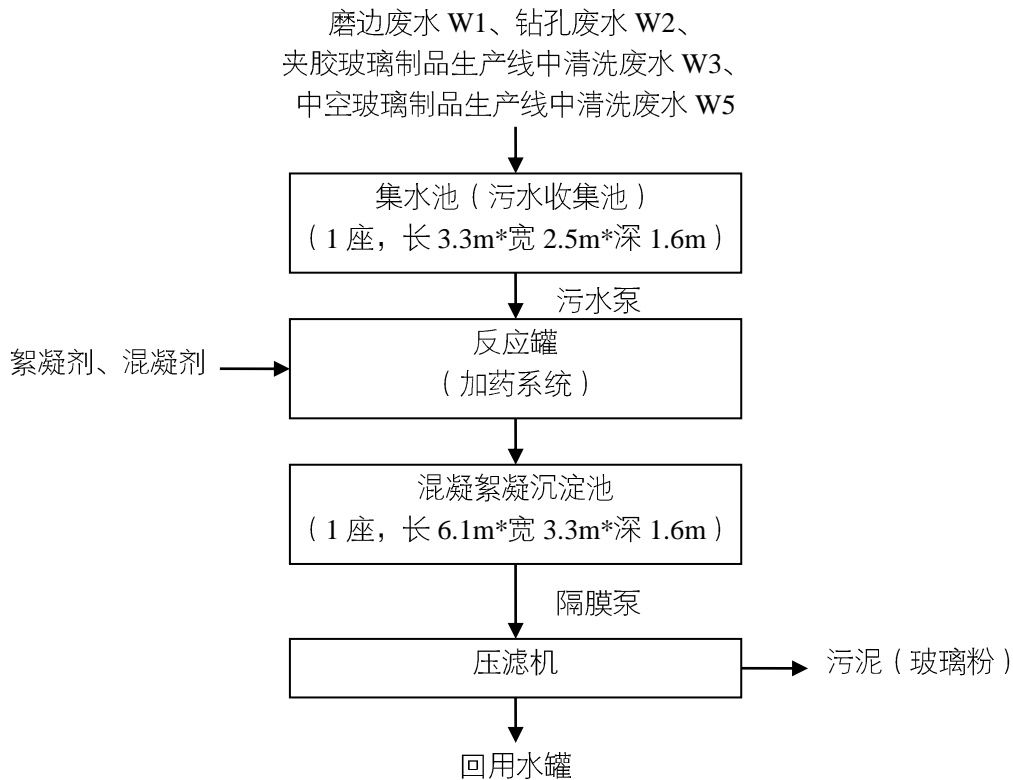 磨边废水 W1、钻孔废水 W2、
夹胶玻璃制品生产线中清洗废水 W3、
中空玻璃制品生产线中清洗废水 W5
集水池（污水收集池）
（1 座，长 3.3m*宽 2.5m*深 1.6m）
污水泵
絮凝剂、混凝剂
反应罐
（加药系统）
混凝絮凝沉淀池
（1 座，长 6.1m*宽 3.3m*深 1.6m）
隔膜泵
压滤机
污泥（玻璃粉）
回用水罐